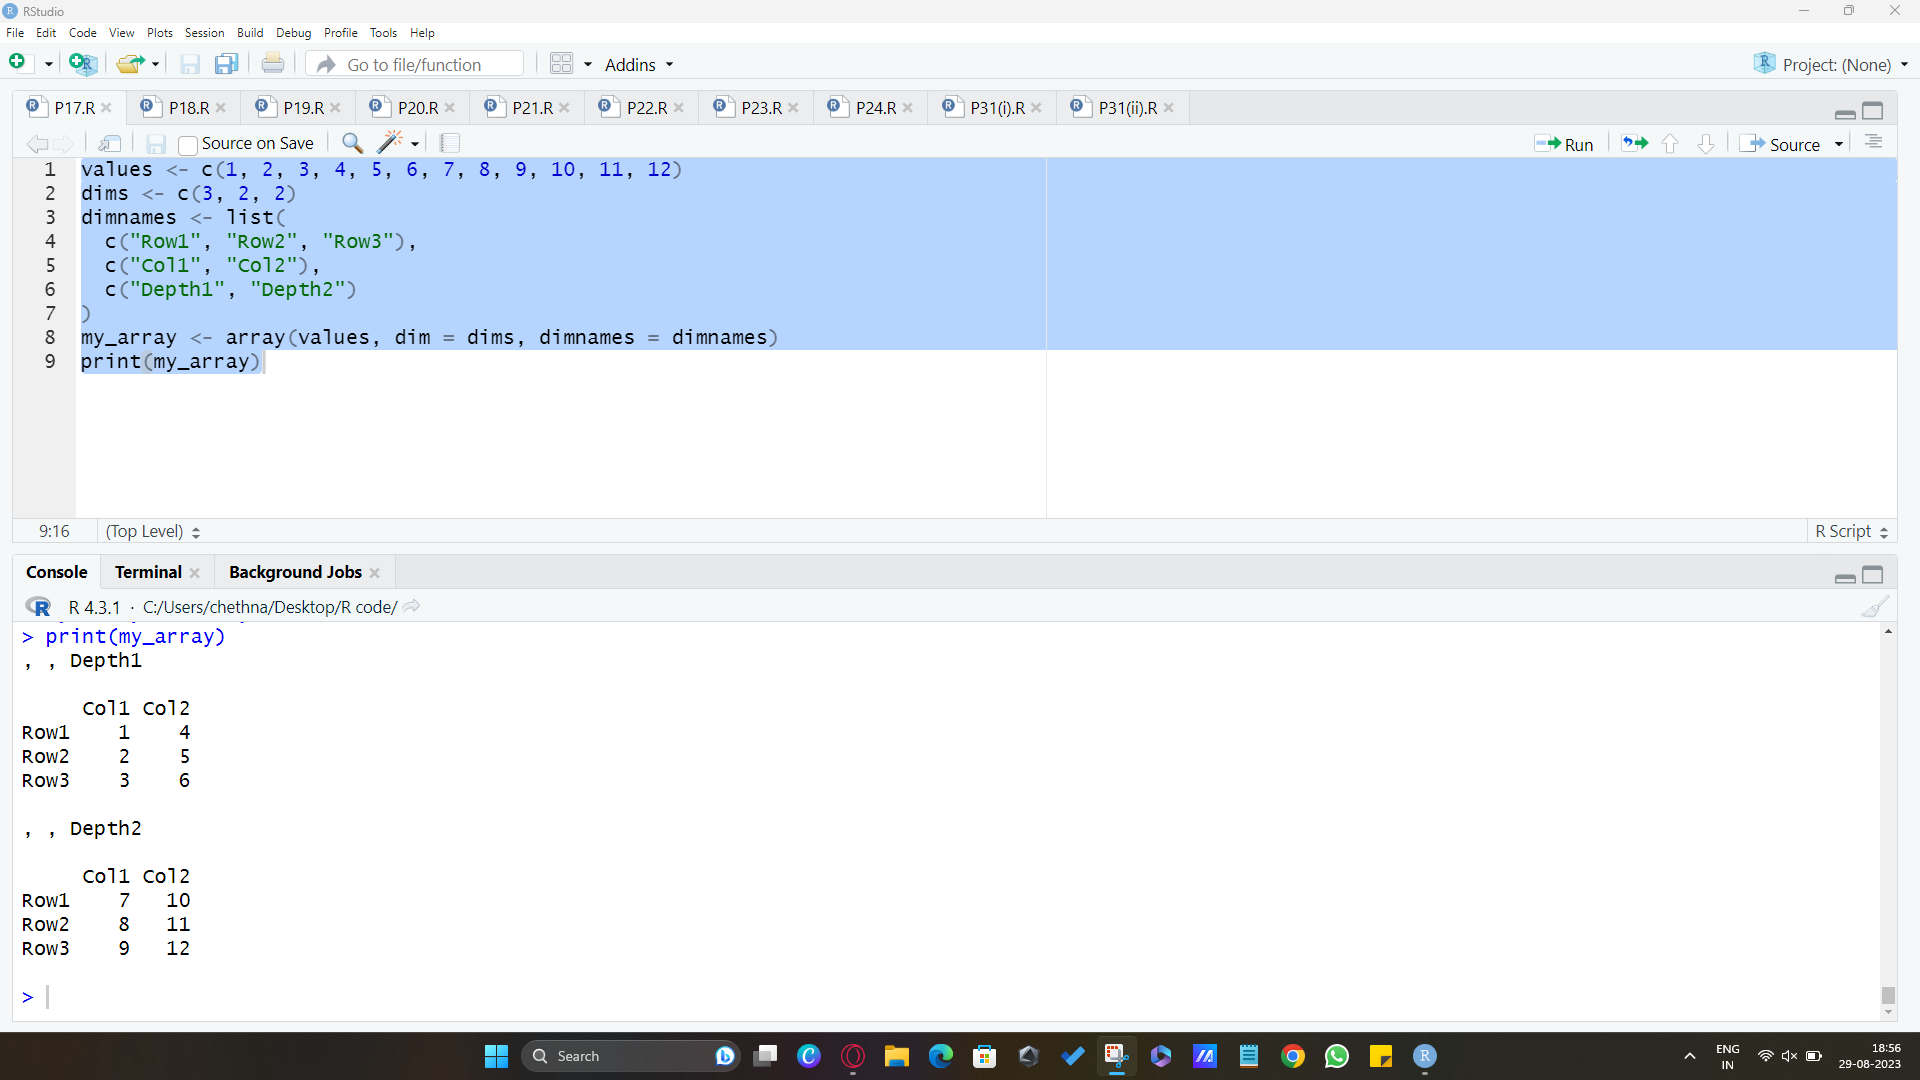 RStudio
File Edit Code View Plots Session Build Debug Profile Tools Help
Go to file/function Addins Project: (None)
P17.R P18.R P19.R P20.R P21.R P22.R P23.R P24.R P31(i).R P31(ii).R
Source on Save Run Source
1 values <- c(1, 2, 3, 4, 5, 6, 7, 8, 9, 10, 11, 12)
2 dims <- c(3, 2, 2)
3 dimnames <- list(
4   c("Row1", "Row2", "Row3"),
5   c("Col1", "Col2"),
6   c("Depth1", "Depth2")
7 )
8 my_array <- array(values, dim = dims, dimnames = dimnames)
9 print(my_array)
9:16 (Top Level) R Script
Console Terminal Background Jobs
R R 4.3.1 · C:/Users/chethna/Desktop/R code/
> print(my_array)
, , Depth1
     Col1 Col2
Row1    1    4
Row2    2    5
Row3    3    6
, , Depth2
     Col1 Col2
Row1    7   10
Row2    8   11
Row3    9   12
>
Search ENG 18:56
IN 29-08-2023